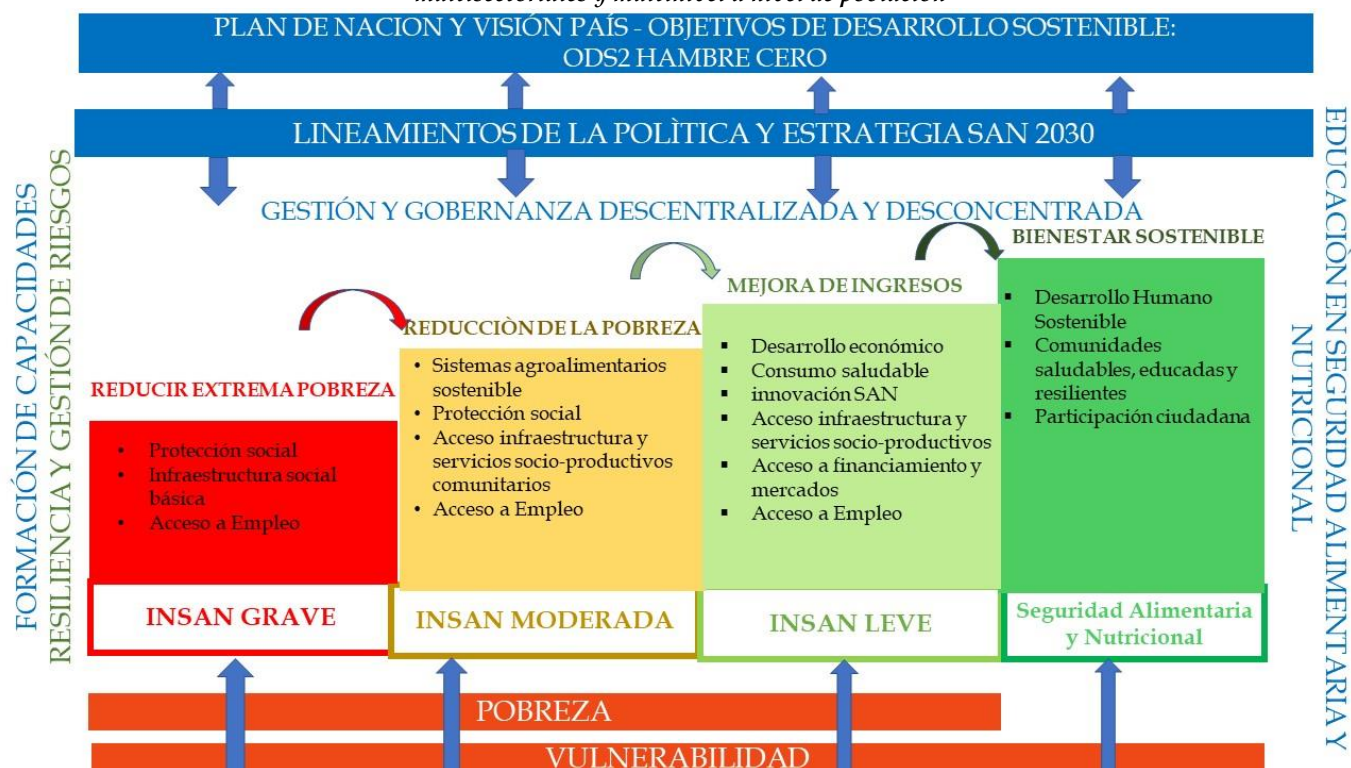 PLAN DE NACION Y VISIÓN PAÍS - OBJETIVOS DE DESARROLLO SOSTENIBLE:
ODS2 HAMBRE CERO
LINEAMIENTOS DE LA POLÌTICA Y ESTRATEGIA SAN 2030
GESTIÓN Y GOBERNANZA DESCENTRALIZADA Y DESCONCENTRADA
FORMACIÓN DE CAPACIDADES
RESILIENCIA Y GESTIÓN DE RIESGOS
REDUCIR EXTREMA POBREZA
• Protección social
• Infraestructura social
básica
• Acceso a Empleo
INSAN GRAVE
REDUCCIÒN DE LA POBREZA
• Sistemas agroalimentarios
sostenible
• Protección social
• Acceso infraestructura y
servicios socio-productivos
comunitarios
• Acceso a Empleo
INSAN MODERADA
MEJORA DE INGRESOS
▪ Desarrollo económico
▪ Consumo saludable
▪ innovación SAN
▪ Acceso infraestructura y
servicios socio-productivos
▪ Acceso a financiamiento y
mercados
▪ Acceso a Empleo
INSAN LEVE
BIENESTAR SOSTENIBLE
▪ Desarrollo Humano
Sostenible
▪ Comunidades
saludables, educadas y
resilientes
▪ Participación ciudadana
Seguridad Alimentaria
y Nutricional
EDUCACIÒN EN SEGURIDAD ALIMENTARIA Y
NUTRICIONAL
POBREZA
VULNERABILIDAD